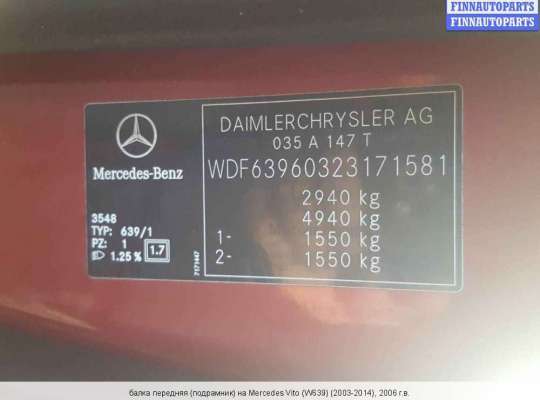 FINNAUTOPARTS
FINNAUTOPARTS
Mercedes-Benz
3548
TYP: 639/1
PZ: 1
1.25 %
1.7
7171447
DAIMLERCHRYSLER AG
035 A 147 T
WDF63960323171581
2940 kg
4940 kg
1- 1550 kg
2- 1550 kg
балка передняя (подрамник) на Mercedes Vito (W639) (2003-2014), 2006 г.в.